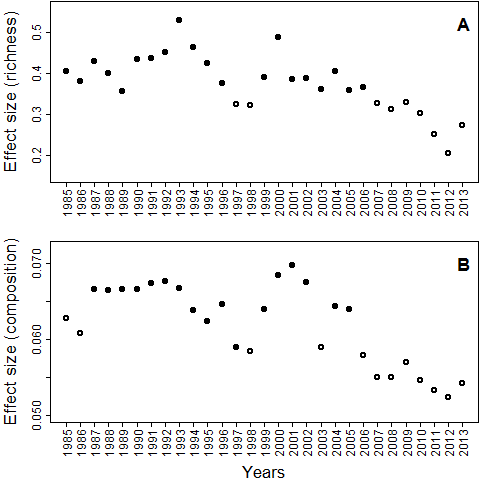 A
Effect size (richness)
0.5
0.4
0.3
0.2
1985 1986 1987 1988 1989 1990 1991 1992 1993 1994 1995 1996 1997 1998 1999 2000 2001 2002 2003 2004 2005 2006 2007 2008 2009 2010 2011 2012 2013
B
Effect size (composition)
0.070
0.060
0.050
1985 1986 1987 1988 1989 1990 1991 1992 1993 1994 1995 1996 1997 1998 1999 2000 2001 2002 2003 2004 2005 2006 2007 2008 2009 2010 2011 2012 2013
Years